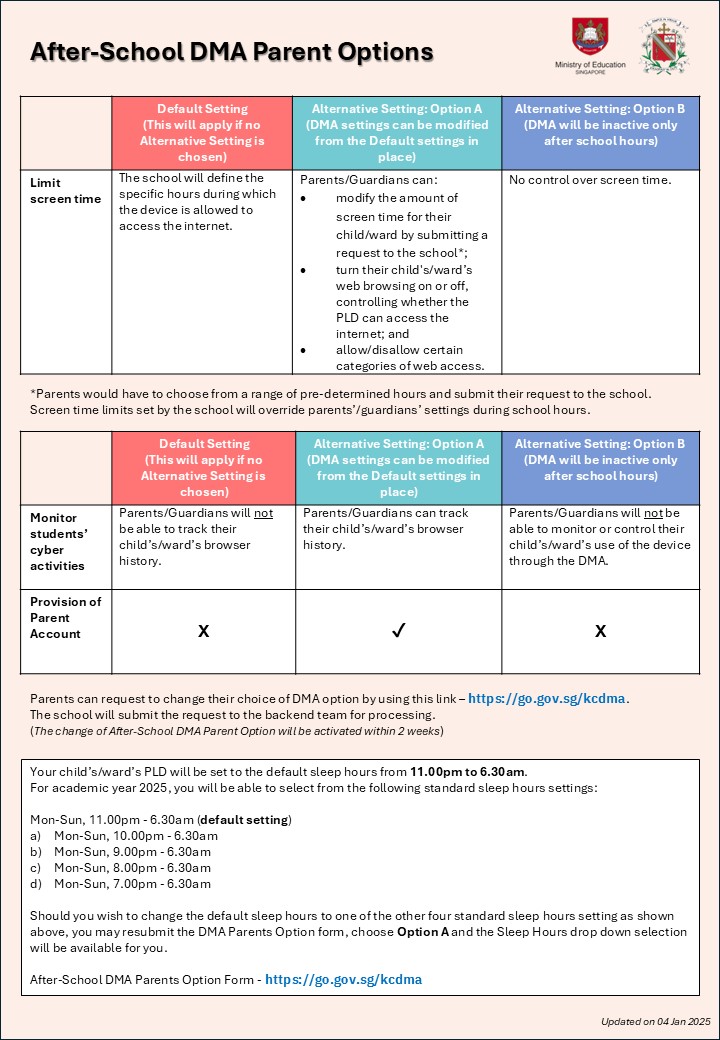 After-School DMA Parent Options
Ministry of Education
SINGAPORE
Default Setting
(This will apply if no
Alternative Setting is
chosen)
Alternative Setting: Option A
(DMA settings can be modified
from the Default settings in
place)
Alternative Setting: Option B
(DMA will be inactive only
after school hours)
Limit
screen time
The school will define the
specific hours during which
the device is allowed to
access the internet.
Parents/Guardians can:
• modify the amount of
screen time for their
child/ward by submitting a
request to the school*;
• turn their child's/ward's
web browsing on or off,
controlling whether the
PLD can access the
internet; and
• allow/disallow certain
categories of web access.
No control over screen time.
*Parents would have to choose from a range of pre-determined hours and submit their request to the school.
Screen time limits set by the school will override parents'/guardians' settings during school hours.
Default Setting
(This will apply if no
Alternative Setting is
chosen)
Alternative Setting: Option A
(DMA settings can be modified
from the Default settings in
place)
Alternative Setting: Option B
(DMA will be inactive only
after school hours)
Monitor
students'
cyber
activities
Parents/Guardians will not
be able to track their
child's/ward's browser
history.
Parents/Guardians can track
their child's/ward's browser
history.
Parents/Guardians will not be
able to monitor or control their
child's/ward's use of the device
through the DMA.
Provision of
Parent
Account
X
✓
X
Parents can request to change their choice of DMA option by using this link – https://go.gov.sg/kcdma.
The school will submit the request to the backend team for processing.
(The change of After-School DMA Parent Option will be activated within 2 weeks)
Your child's/ward's PLD will be set to the default sleep hours from 11.00pm to 6.30am.
For academic year 2025, you will be able to select from the following standard sleep hours settings:
Mon-Sun, 11.00pm - 6.30am (default setting)
a) Mon-Sun, 10.00pm - 6.30am
b) Mon-Sun, 9.00pm - 6.30am
c) Mon-Sun, 8.00pm - 6.30am
d) Mon-Sun, 7.00pm - 6.30am
Should you wish to change the default sleep hours to one of the other four standard sleep hours setting as shown
above, you may resubmit the DMA Parents Option form, choose Option A and the Sleep Hours drop down selection
will be available for you.
After-School DMA Parents Option Form - https://go.gov.sg/kcdma
Updated on 04 Jan 2025